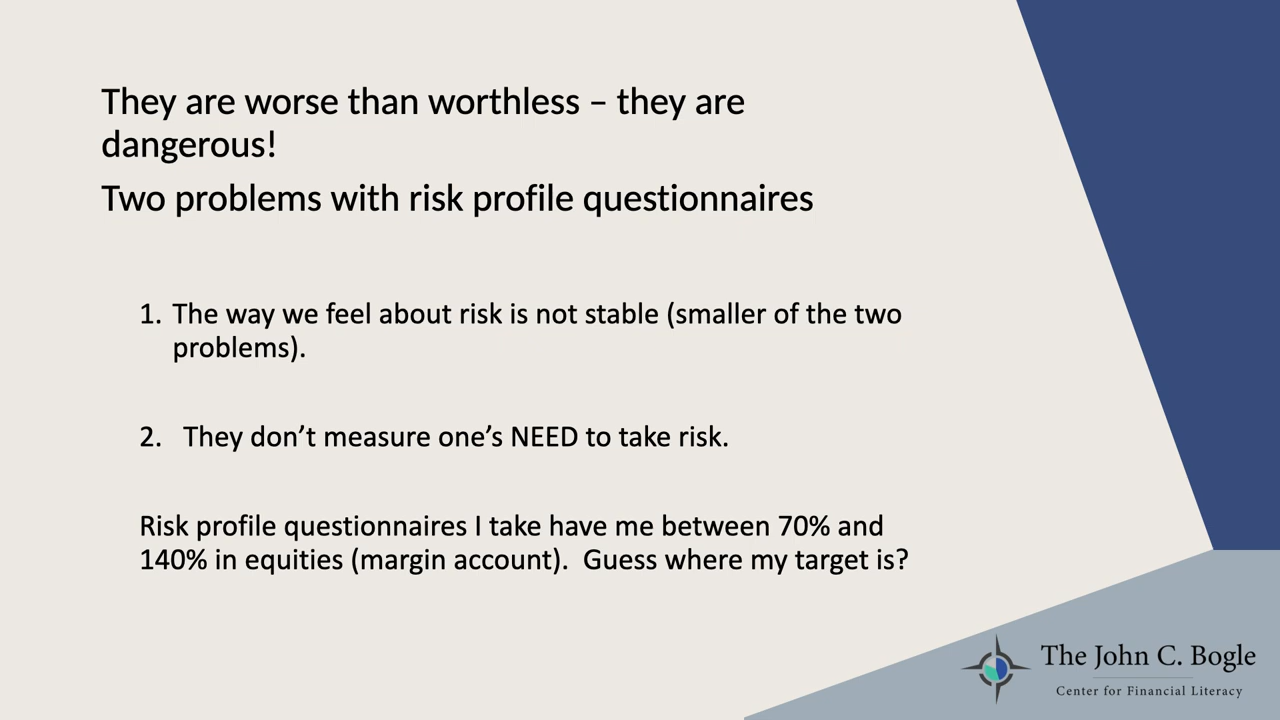 They are worse than worthless – they are
dangerous!
Two problems with risk profile questionnaires
1. The way we feel about risk is not stable (smaller of the two
problems).
2. They don’t measure one’s NEED to take risk.
Risk profile questionnaires I take have me between 70% and
140% in equities (margin account). Guess where my target is?
The John C. Bogle
Center for Financial Literacy